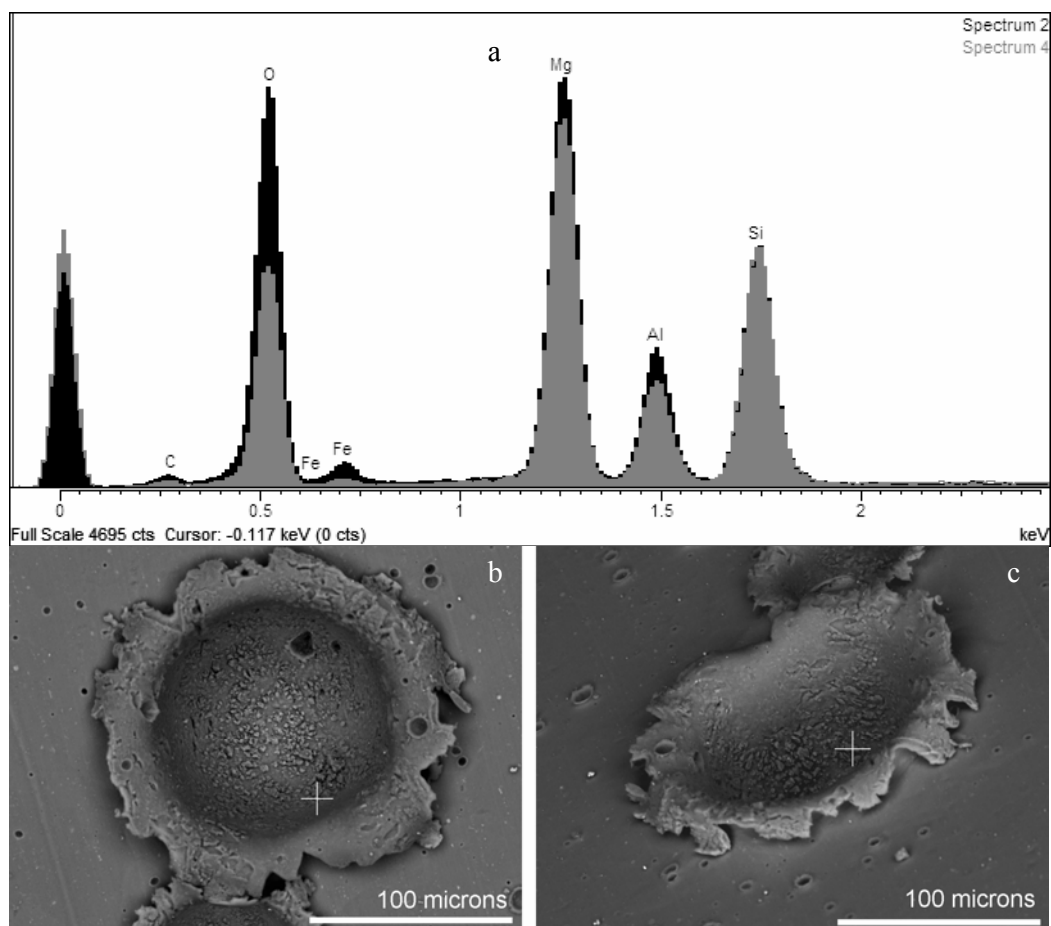 Spectrum 2
Spectrum 4
a
O
Mg
Si
Al
Fe
Fe
C
0 0.5 1 1.5 2
Full Scale 4695 cts Cursor: -0.117 keV (0 cts) keV
b
c
100 microns
100 microns